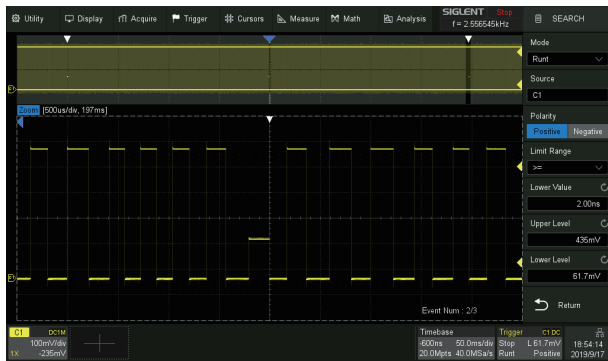 Utility Display Acquire Trigger Cursors Measure Math Analysis SIGLENT Stop
f = 2.556545kHz
SEARCH
Mode
Runt
Source
C1
Zoom [500us/div, 197ms]
Polarity
Positive Negative
Limit Range
>=
Lower Value
2.00ns
Upper Level
435mV
Lower Level
61.7mV
Event Num : 2/3
Return
C1 DC1M
100mV/div
1X -235mV
Timebase
-600ns 50.0ms/div
20.0Mpts 40.0MSa/s
Trigger C1 DC
Stop L 61.7mV
Runt Positive
18:54:14
2019/9/17